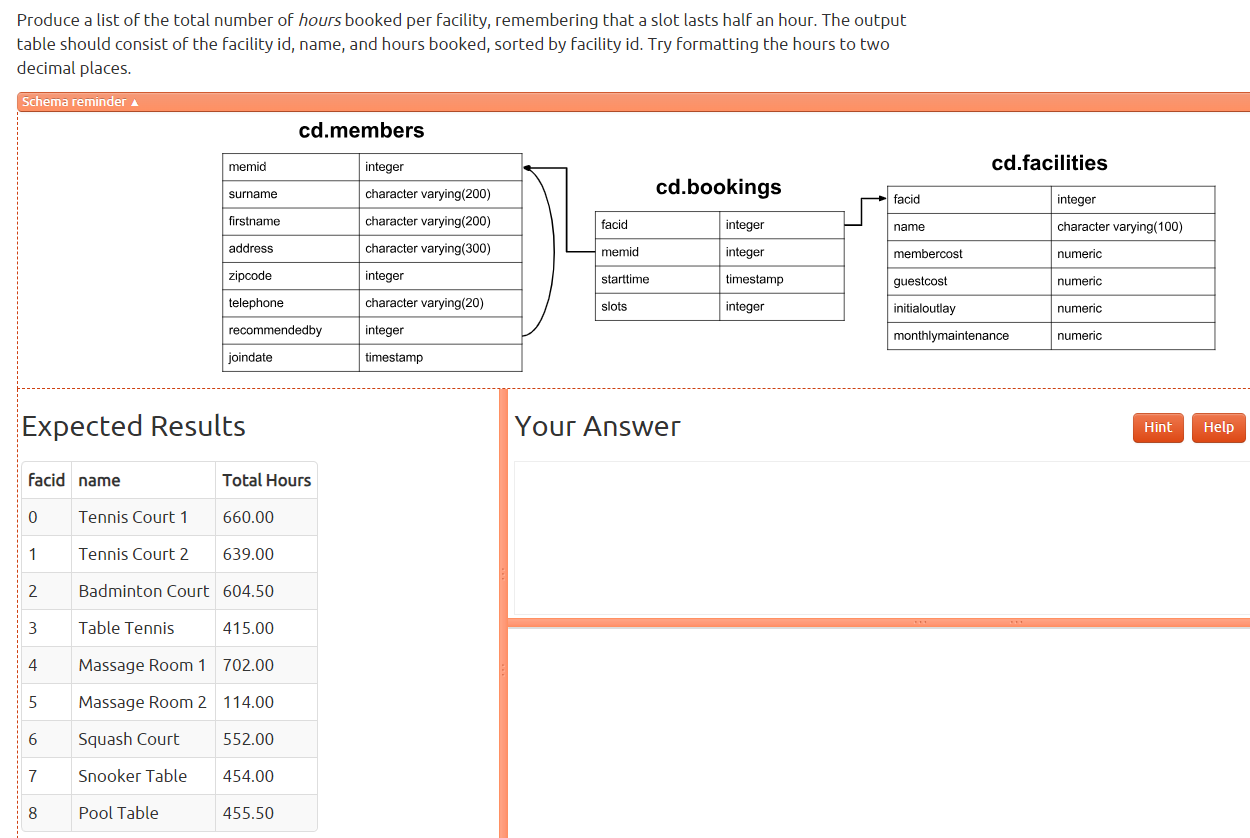 Produce a list of the total number of hours booked per facility, remembering that a slot lasts half an hour. The output
table should consist of the facility id, name, and hours booked, sorted by facility id. Try formatting the hours to two
decimal places.
Schema reminder ▲
cd.members
memid integer
surname character varying(200)
firstname character varying(200)
address character varying(300)
zipcode integer
telephone character varying(20)
recommendedby integer
joindate timestamp
cd.bookings
facid integer
memid integer
starttime timestamp
slots integer
cd.facilities
facid integer
name character varying(100)
membercost numeric
guestcost numeric
initialoutlay numeric
monthlymaintenance numeric
Expected Results
facid name Total Hours
0 Tennis Court 1 660.00
1 Tennis Court 2 639.00
2 Badminton Court 604.50
3 Table Tennis 415.00
4 Massage Room 1 702.00
5 Massage Room 2 114.00
6 Squash Court 552.00
7 Snooker Table 454.00
8 Pool Table 455.50
Your Answer
Hint Help